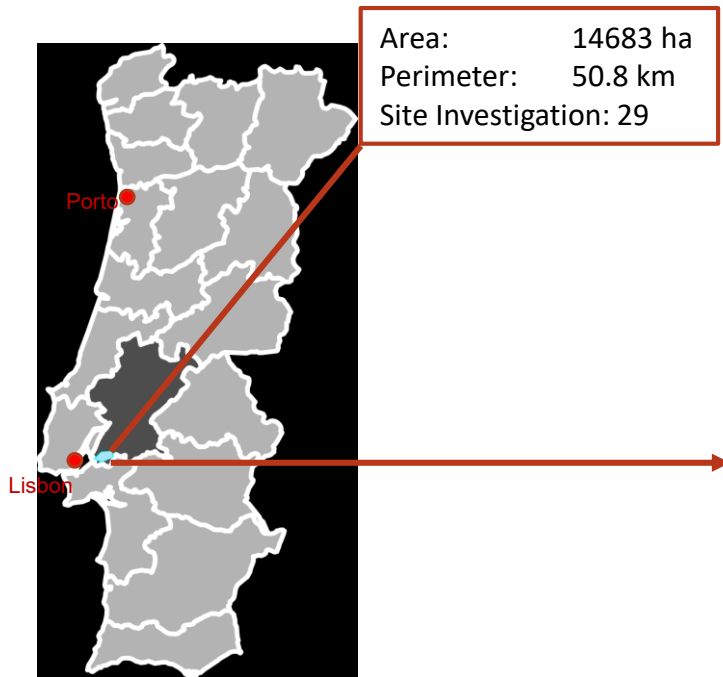 Area: 14683 ha
Perimeter: 50.8 km
Site Investigation: 29
Porto
Lisbon